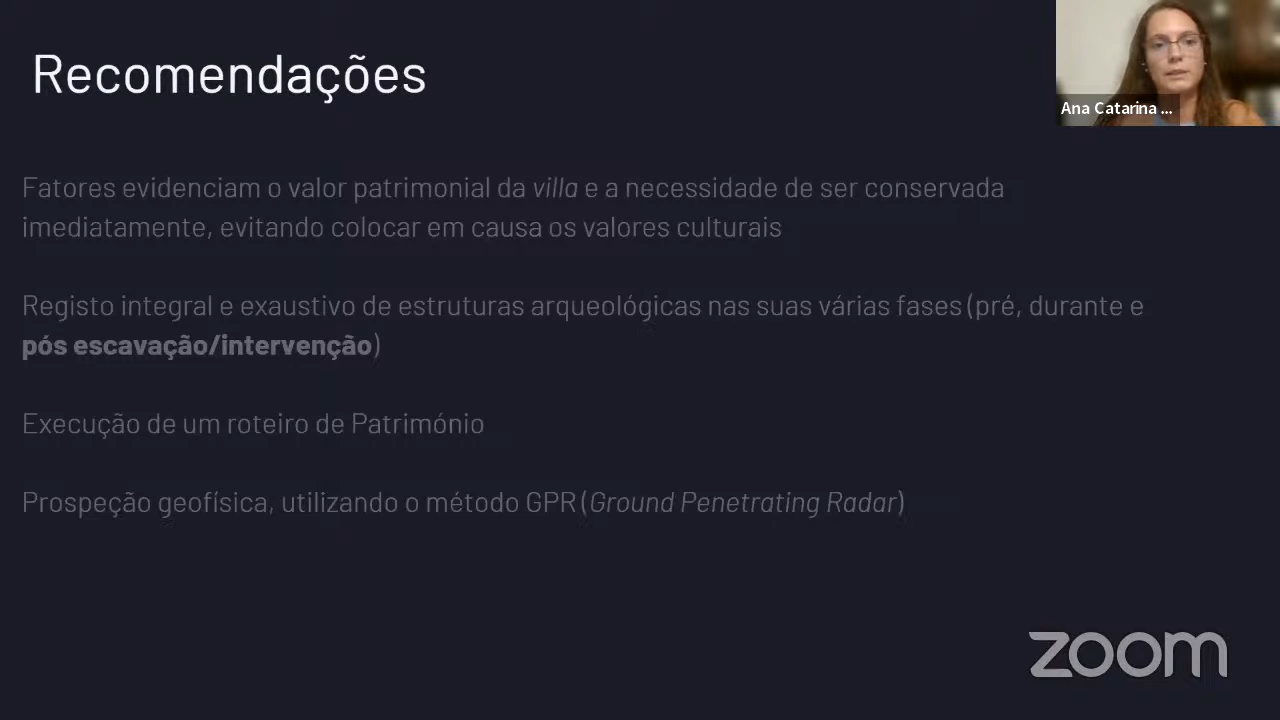 Recomendações
Ana Catarina ...
Fatores evidenciam o valor patrimonial da villa e a necessidade de ser conservada
imediatamente, evitando colocar em causa os valores culturais
Registo integral e exaustivo de estruturas arqueológicas nas suas várias fases (pré, durante e
pós escavação/intervenção)
Execução de um roteiro de Património
Prospeção geofísica, utilizando o método GPR (Ground Penetrating Radar)
zoom